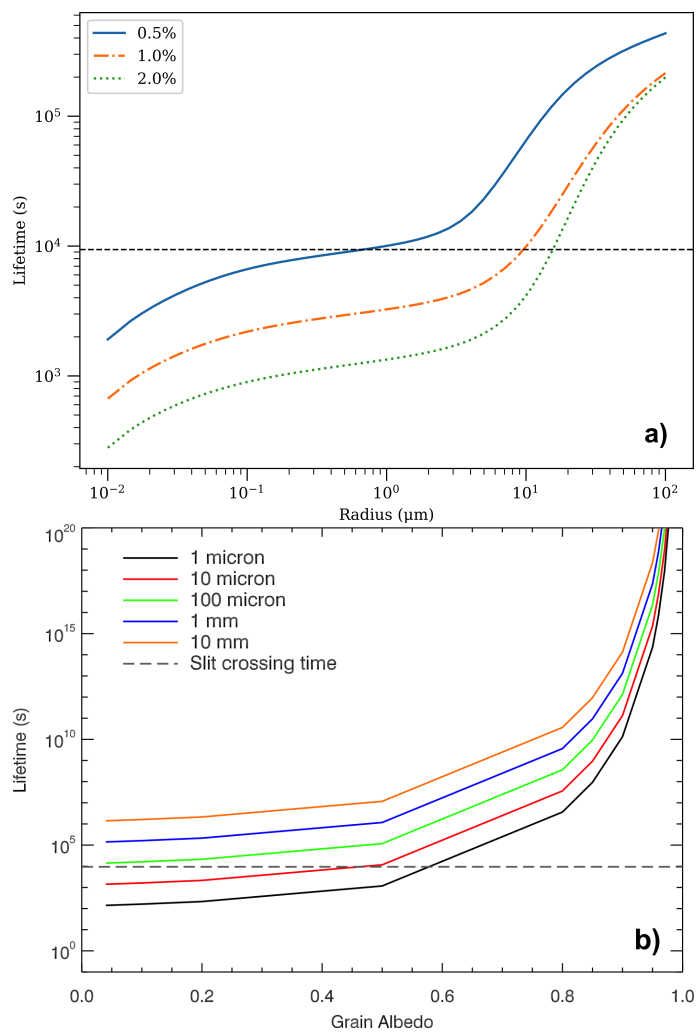 0.5%
1.0%
2.0%
10⁵
10⁴
10³
Lifetime (s)
a)
10⁻² 10⁻¹ 10⁰ 10¹ 10²
Radius (μm)
10²⁰
10¹⁵
10¹⁰
10⁵
10⁰
Lifetime (s)
1 micron
10 micron
100 micron
1 mm
10 mm
Slit crossing time
b)
0.0 0.2 0.4 0.6 0.8 1.0
Grain Albedo